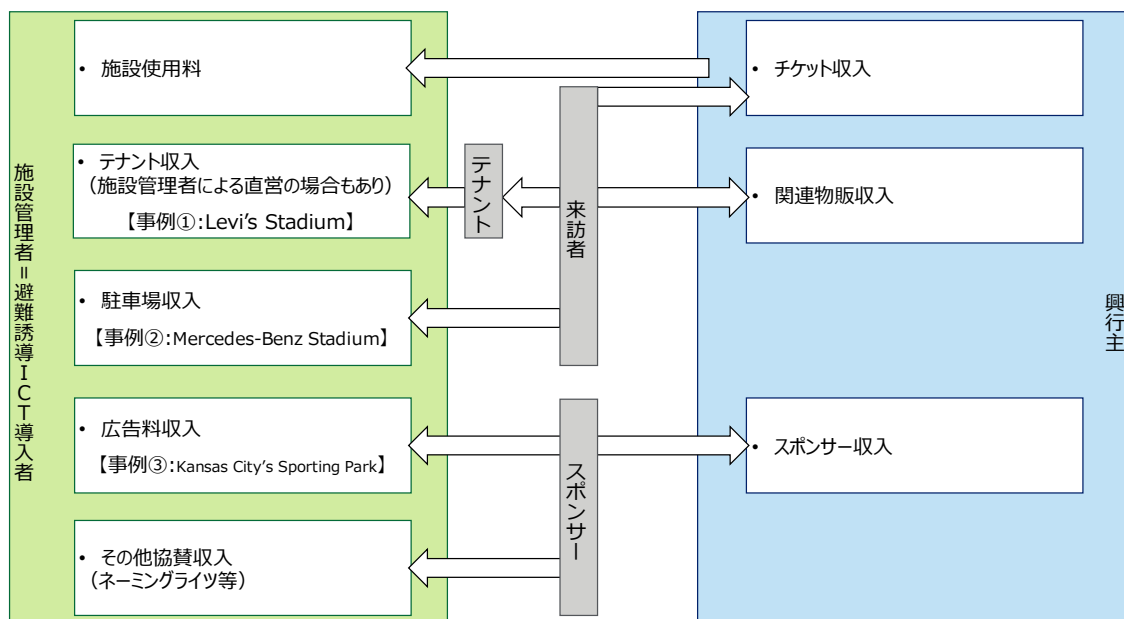 施設管理者=避難誘導ICT導入者
• 施設使用料
• テナント収入
（施設管理者による直営の場合もあり）
【事例①:Levi's Stadium】
• 駐車場収入
【事例②:Mercedes-Benz Stadium】
• 広告料収入
【事例③:Kansas City's Sporting Park】
• その他協賛収入
（ネーミングライツ等）
テナント
来訪者
スポンサー
• チケット収入
• 関連物販収入
• スポンサー収入
興行主